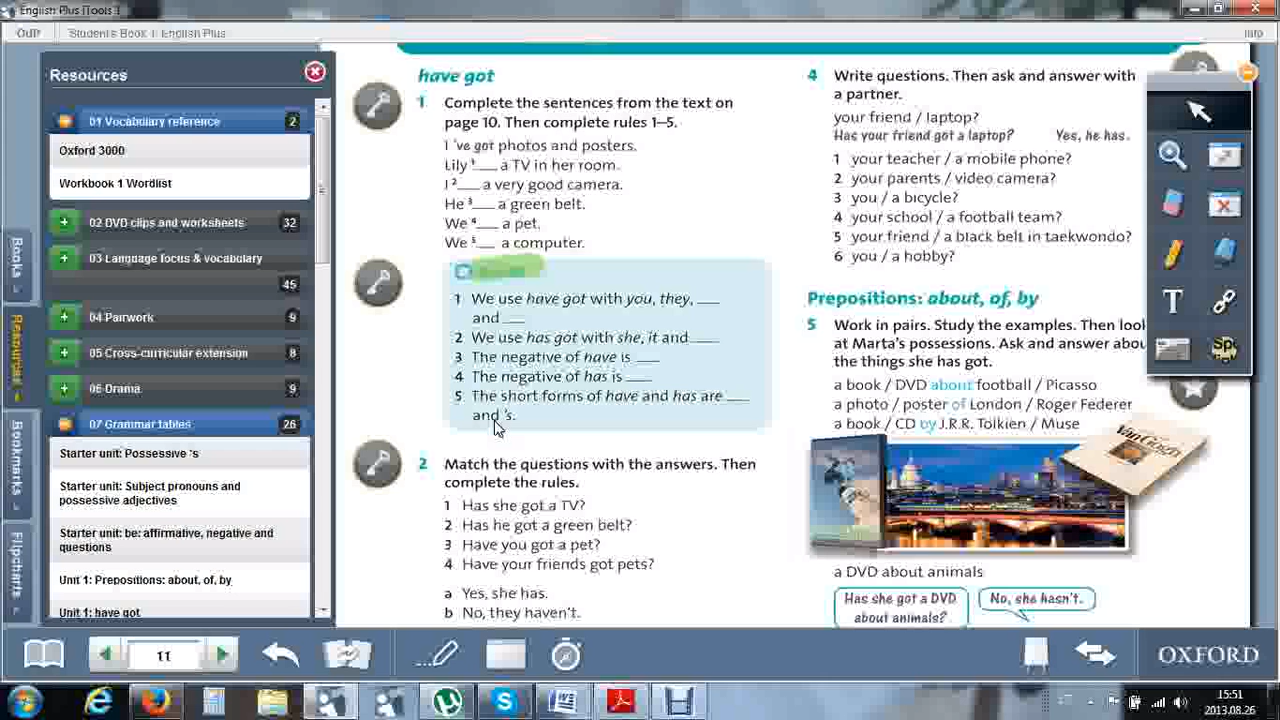 English Plus iTools 1
Quit
Student's Book 1: English Plus
Info
Resources
01 Vocabulary reference 2
Oxford 3000
Workbook 1 Wordlist
02 DVD clips and worksheets 32
03 Language focus & vocabulary
45
04 Pairwork 9
05 Cross-curricular extension 8
06 Drama 9
07 Grammar tables 26
Starter unit: Possessive 's
Starter unit: Subject pronouns and
possessive adjectives
Starter unit: be: affirmative, negative and
questions
Unit 1: Prepositions: about, of, by
Unit 1: have got
Books
Resources
Bookmarks
Flipcharts
have got
1 Complete the sentences from the text on
page 10. Then complete rules 1–5.
I 've got photos and posters.
Lily ¹___ a TV in her room.
I ²___ a very good camera.
He ³___ a green belt.
We ⁴___ a pet.
We ⁵___ a computer.
1 We use have got with you, they, ___
and ___
2 We use has got with she, it and ___
3 The negative of have is ___
4 The negative of has is ___
5 The short forms of have and has are ___
and 's.
2 Match the questions with the answers. Then
complete the rules.
1 Has she got a TV?
2 Has he got a green belt?
3 Have you got a pet?
4 Have your friends got pets?
a Yes, she has.
b No, they haven't.
4 Write questions. Then ask and answer with
a partner.
your friend / laptop?
Has your friend got a laptop? Yes, he has.
1 your teacher / a mobile phone?
2 your parents / video camera?
3 you / a bicycle?
4 your school / a football team?
5 your friend / a black belt in taekwondo?
6 you / a hobby?
Prepositions: about, of, by
5 Work in pairs. Study the examples. Then look
at Marta's possessions. Ask and answer abou
the things she has got.
a book / DVD about football / Picasso
a photo / poster of London / Roger Federer
a book / CD by J.R.R. Tolkien / Muse
Van Gogh
a DVD about animals
Has she got a DVD
about animals?
No, she hasn't.
T
Spo
11
OXFORD
15:51
2013.08.26